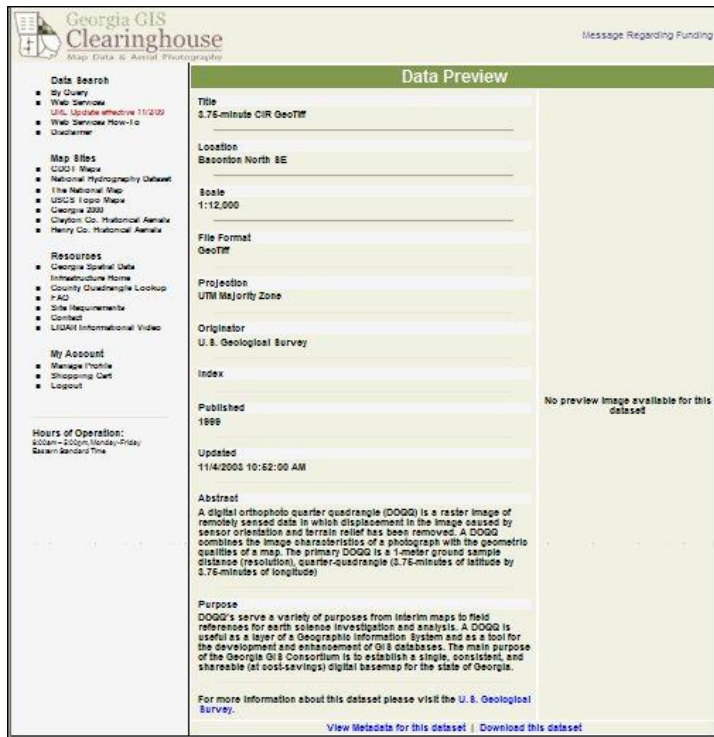 Georgia GIS
Clearinghouse
Map Data & Aerial Photography
Message Regarding Funding
Data Search
By Query
Web Services
URL Update effective 11/2/09
Web Services How-To
Disclaimer
Map Sites
GDOT Maps
National Hydrography Dataset
The National Map
USGS Topo Maps
Georgia 2000
Clayton Co. Historical Aerials
Henry Co. Historical Aerials
Resources
Georgia Spatial Data
Infrastructure Home
County Quadrangle Lookup
FAQ
Site Requirements
Contact
LIDAR Informational Video
My Account
Manage Profile
Shopping Cart
Logout
Hours of Operation:
8:00am – 5:00pm, Monday-Friday
Eastern Standard Time
Data Preview
Title
3.75-minute CIR GeoTiff
Location
Baconton North SE
Scale
1:12,000
File Format
GeoTiff
Projection
UTM Majority Zone
Originator
U. S. Geological Survey
Index
Published
1999
Updated
11/4/2003 10:52:00 AM
Abstract
A digital orthophoto quarter quadrangle (DOQQ) is a raster image of
remotely sensed data in which displacement in the image caused by
sensor orientation and terrain relief has been removed. A DOQQ
combines the image characteristics of a photograph with the geometric
qualities of a map. The primary DOQQ is a 1-meter ground sample
distance (resolution), quarter-quadrangle (3.75-minutes of latitude by
3.75-minutes of longitude)
Purpose
DOQQ's serve a variety of purposes from interim maps to field
references for earth science investigation and analysis. A DOQQ is
useful as a layer of a Geographic Information System and as a tool for
the development and enhancement of GIS databases. The main purpose
of the Georgia GIS Consortium is to establish a single, consistent, and
shareable (at cost-savings) digital basemap for the state of Georgia.
For more information about this dataset please visit the U. S. Geological
Survey.
No preview image available for this
dataset
View Metadata for this dataset | Download this dataset